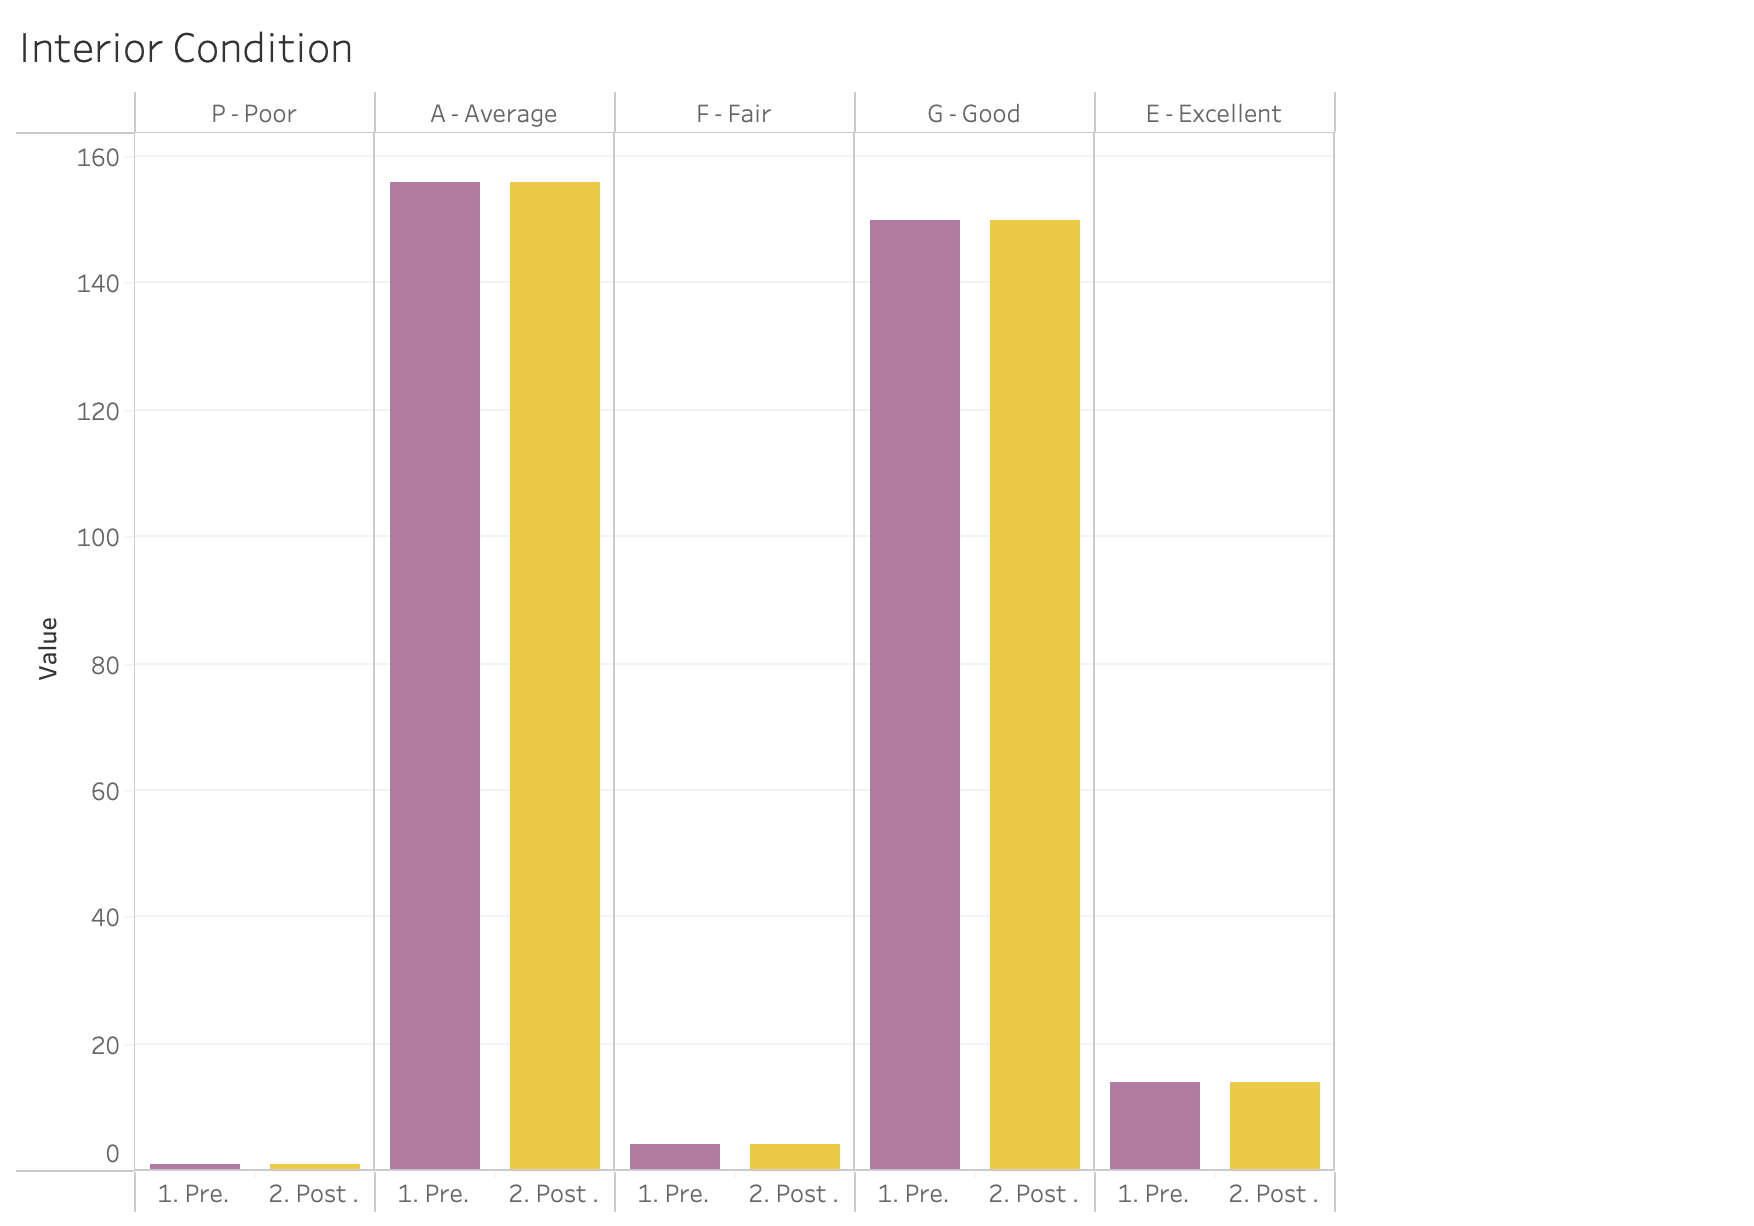 Interior Condition
P - Poor A - Average F - Fair G - Good E - Excellent
160
140
120
100
80
60
40
20
0
Value
1. Pre. 2. Post . 1. Pre. 2. Post . 1. Pre. 2. Post . 1. Pre. 2. Post . 1. Pre. 2. Post .